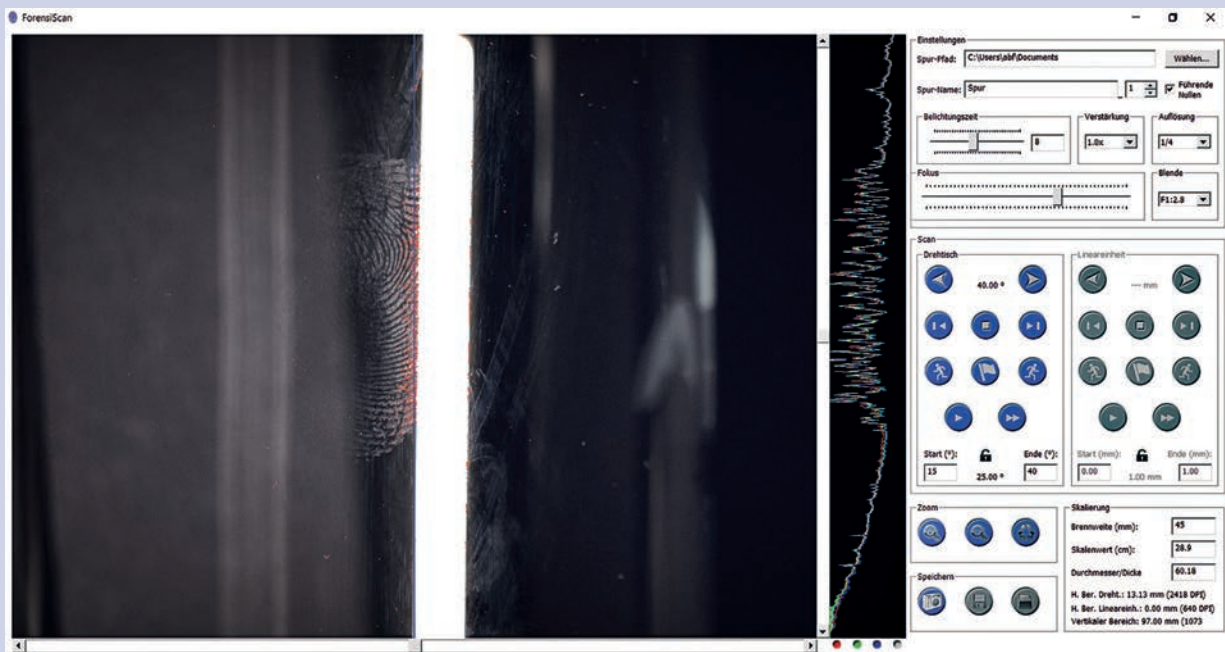 ForensiScan
Einstellungen
Spur-Pfad: C:\Users\abf\Documents Wählen...
Spur-Name: Spur _ 1 Führende Nullen
Belichtungszeit Verstärkung Auflösung
8 1.0x 1/4
Fokus Blende
F1:2.8
Scan
Drehtisch Lineareinheit
40.00 ° --- mm
Start (°): Ende (°): Start (mm): Ende (mm):
15 25.00 ° 40 0.00 1.00 mm 1.00
Zoom Skalierung
Brennweite (mm): 45
Skalenwert (cm): 28.9
Durchmesser/Dicke 60.18
Speichern
H. Ber. Dreht.: 13.13 mm (2418 DPI)
H. Ber. Lineareinh.: 0.00 mm (640 DPI)
Vertikaler Bereich: 97.00 mm (1073